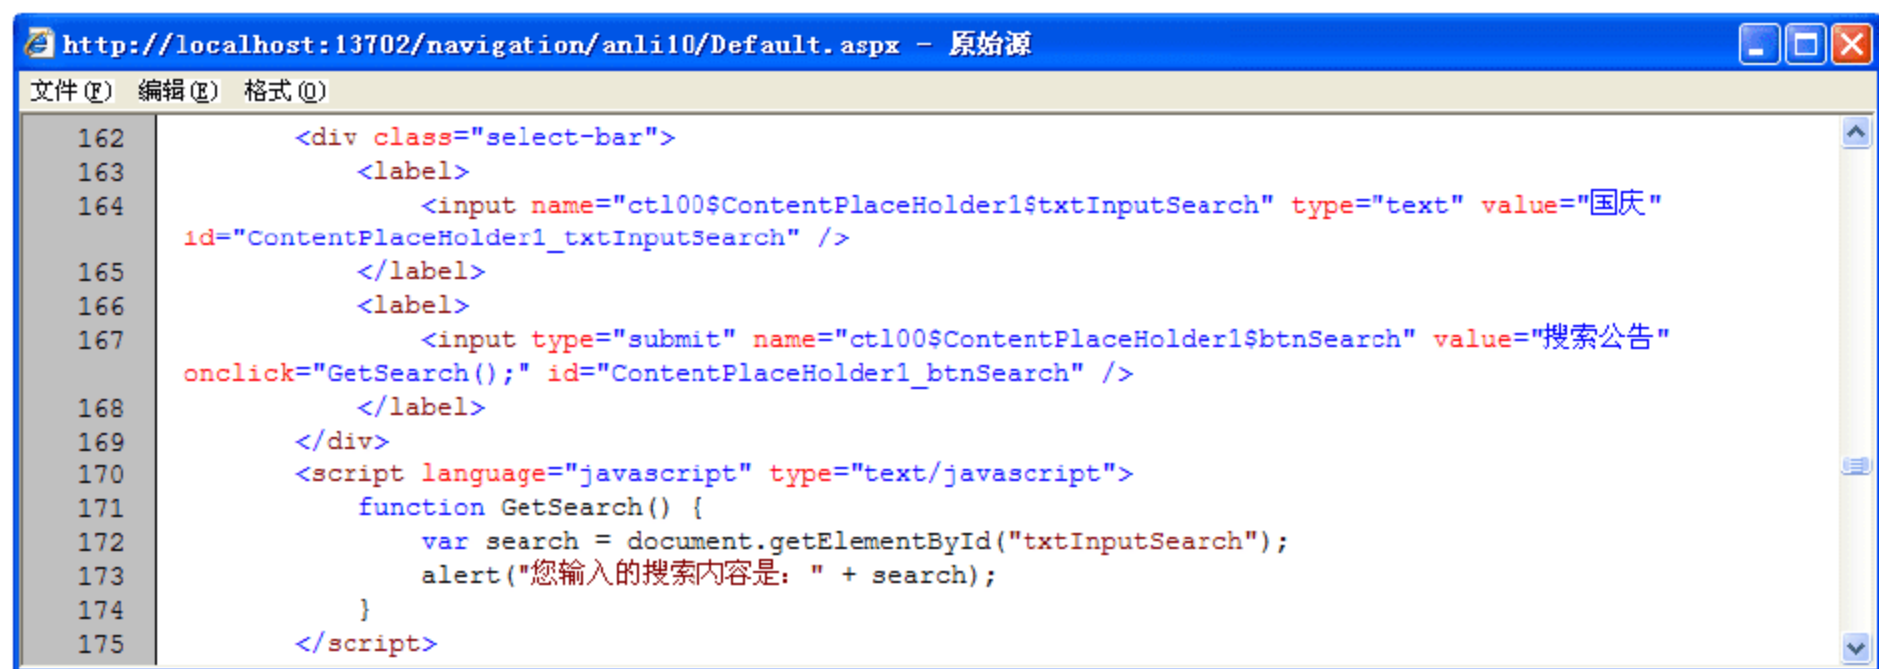 http://localhost:13702/navigation/anli10/Default.aspx - 原始源
文件(F) 编辑(E) 格式(O)
162 <div class="select-bar">
163 <label>
164 <input name="ctl00$ContentPlaceHolder1$txtInputSearch" type="text" value="国庆"
id="ContentPlaceHolder1_txtInputSearch" />
165 </label>
166 <label>
167 <input type="submit" name="ctl00$ContentPlaceHolder1$btnSearch" value="搜索公告"
onclick="GetSearch();" id="ContentPlaceHolder1_btnSearch" />
168 </label>
169 </div>
170 <script language="javascript" type="text/javascript">
171 function GetSearch() {
172 var search = document.getElementById("txtInputSearch");
173 alert("您输入的搜索内容是：" + search);
174 }
175 </script>